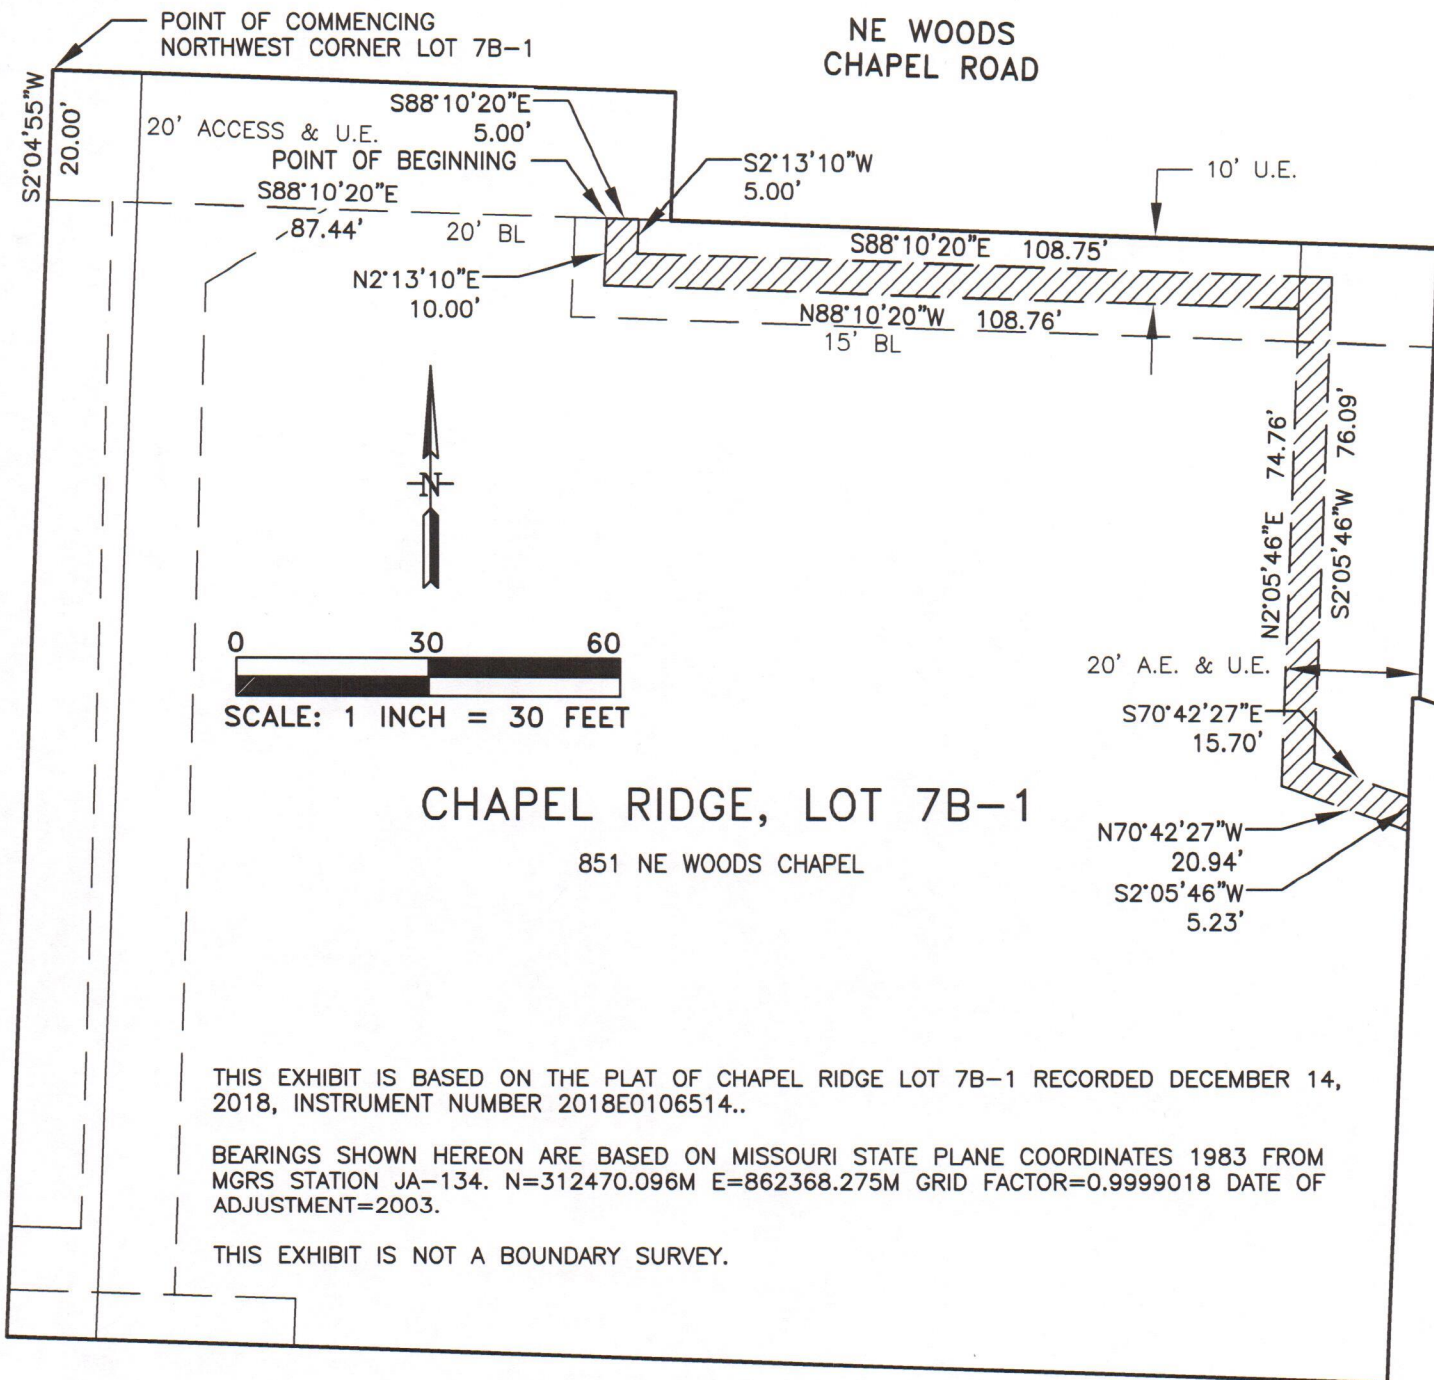 POINT OF COMMENCING
NORTHWEST CORNER LOT 7B-1
NE WOODS
CHAPEL ROAD
S2°04'55"W
20.00'
S88°10'20"E
5.00'
20' ACCESS & U.E.
POINT OF BEGINNING
S2°13'10"W
5.00'
10' U.E.
S88°10'20"E
87.44'
20' BL
S88°10'20"E 108.75'
N2°13'10"E
10.00'
N88°10'20"W 108.76'
15' BL
N
N2°05'46"E 74.76'
S2°05'46"W 76.09'
0 30 60
SCALE: 1 INCH = 30 FEET
20' A.E. & U.E.
S70°42'27"E
15.70'
CHAPEL RIDGE, LOT 7B-1
851 NE WOODS CHAPEL
N70°42'27"W
20.94'
S2°05'46"W
5.23'
THIS EXHIBIT IS BASED ON THE PLAT OF CHAPEL RIDGE LOT 7B-1 RECORDED DECEMBER 14,
2018, INSTRUMENT NUMBER 2018E0106514..
BEARINGS SHOWN HEREON ARE BASED ON MISSOURI STATE PLANE COORDINATES 1983 FROM
MGRS STATION JA-134. N=312470.096M E=862368.275M GRID FACTOR=0.9999018 DATE OF
ADJUSTMENT=2003.
THIS EXHIBIT IS NOT A BOUNDARY SURVEY.